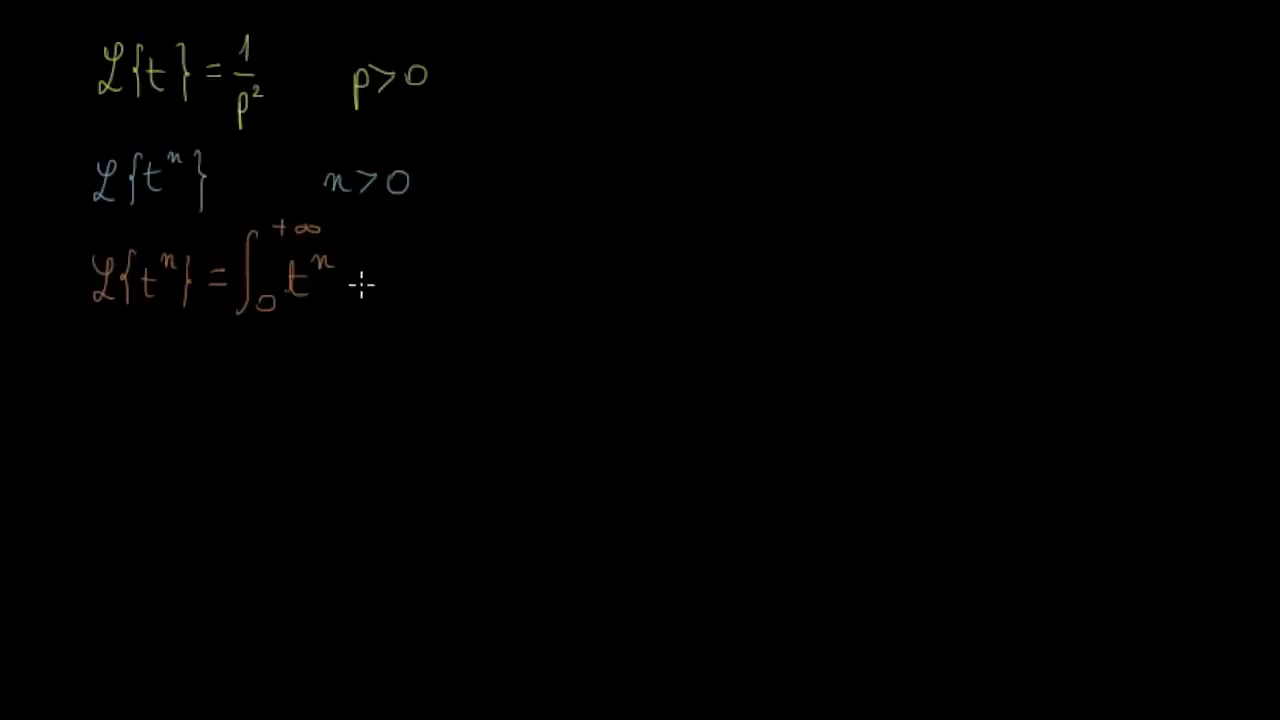 ℒ{t} = 1/p² p>0
ℒ{tⁿ} n>0
ℒ{tⁿ} = ∫₀^{+∞} tⁿ